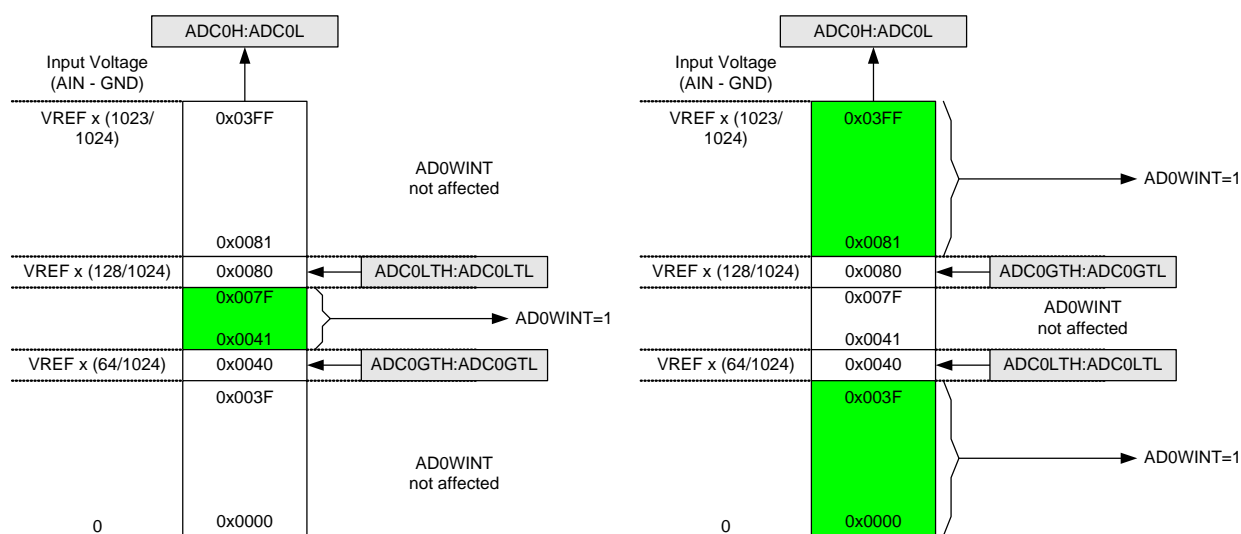 ADC0H:ADC0L
Input Voltage
(AIN - GND)
VREF x (1023/
1024)
0x03FF
AD0WINT
not affected
0x0081
VREF x (128/1024)
0x0080
ADC0LTH:ADC0LTL
0x007F
AD0WINT=1
0x0041
VREF x (64/1024)
0x0040
ADC0GTH:ADC0GTL
0x003F
AD0WINT
not affected
0x0000
0
ADC0H:ADC0L
Input Voltage
(AIN - GND)
VREF x (1023/
1024)
0x03FF
AD0WINT=1
0x0081
VREF x (128/1024)
0x0080
ADC0GTH:ADC0GTL
0x007F
AD0WINT
not affected
0x0041
VREF x (64/1024)
0x0040
ADC0LTH:ADC0LTL
0x003F
AD0WINT=1
0x0000
0